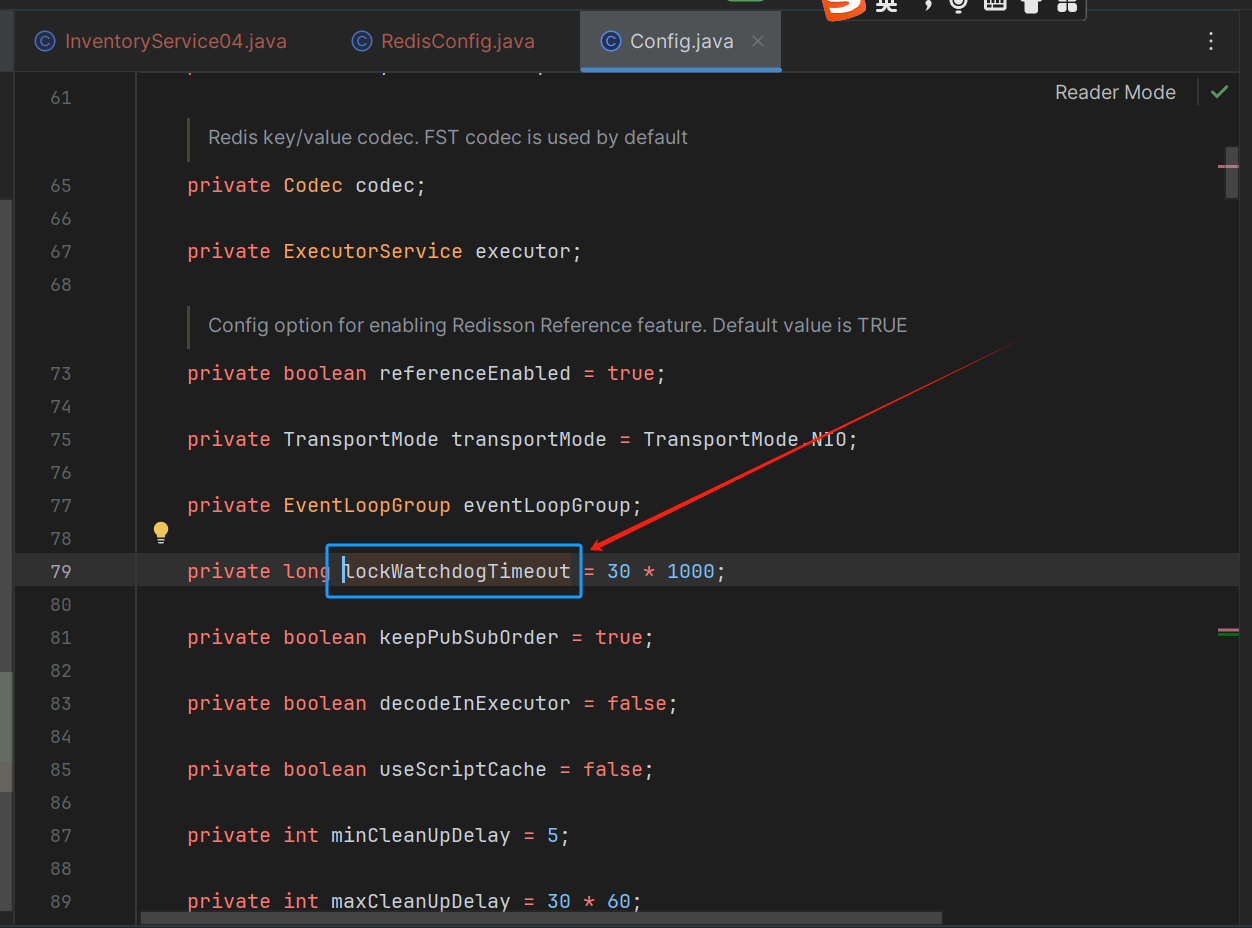 英
InventoryService04.java RedisConfig.java Config.java
Reader Mode
61
Redis key/value codec. FST codec is used by default
65 private Codec codec;
66
67 private ExecutorService executor;
68
Config option for enabling Redisson Reference feature. Default value is TRUE
73 private boolean referenceEnabled = true;
74
75 private TransportMode transportMode = TransportMode.NIO;
76
77 private EventLoopGroup eventLoopGroup;
78
79 private long lockWatchdogTimeout = 30 * 1000;
80
81 private boolean keepPubSubOrder = true;
82
83 private boolean decodeInExecutor = false;
84
85 private boolean useScriptCache = false;
86
87 private int minCleanUpDelay = 5;
88
89 private int maxCleanUpDelay = 30 * 60;